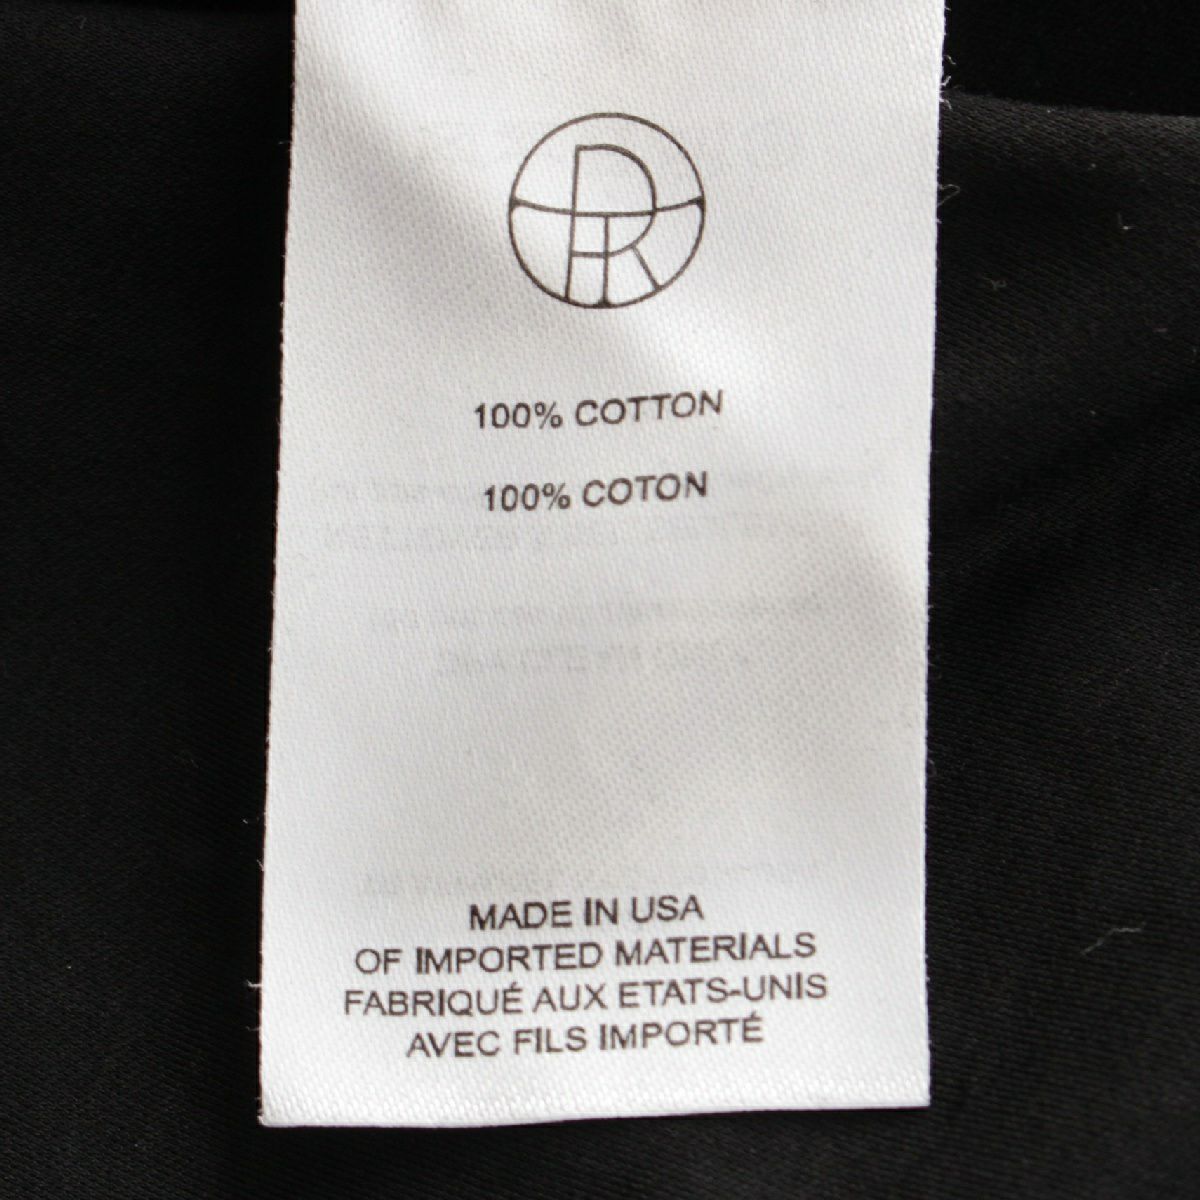 100% COTTON
100% COTON
MADE IN USA
OF IMPORTED MATERIALS
FABRIQUÉ AUX ETATS-UNIS
AVEC FILS IMPORTÉ